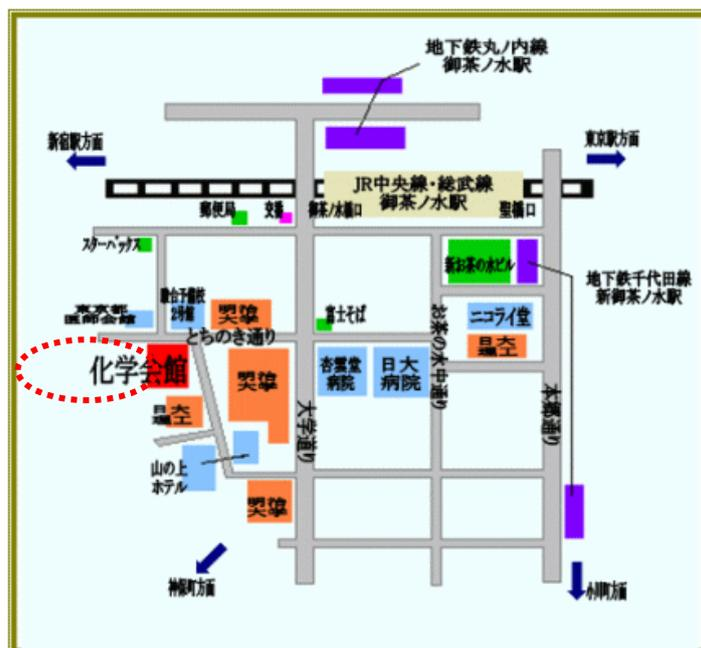 地下鉄丸ノ内線
御茶ノ水駅
新宿駅方面
東京駅方面
JR中央線・総武線
御茶ノ水駅
郵便局
交番
御茶ノ水橋口
聖橋口
スターバックス
新お茶の水ビル
地下鉄千代田線
新御茶ノ水駅
東京都
医師会館
駿台予備校
2号館
富士そば
ニコライ堂
とちのき通り
お茶の水中通り
化学会館
杏雲堂
病院
日大
病院
大学通り
本郷通り
山の上
ホテル
神保町方面
小川町方面